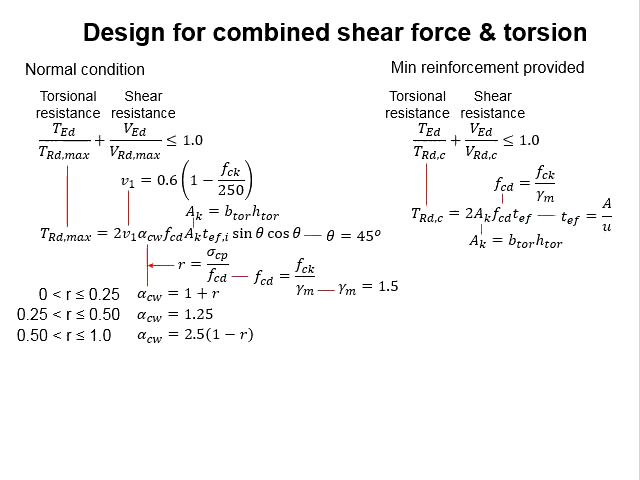 Design for combined shear force & torsion
Normal condition
Torsional Shear
resistance resistance
T_Ed/T_Rd,max + V_Ed/V_Rd,max ≤ 1.0
v₁ = 0.6(1 − f_ck/250)
A_k = b_tor h_tor
T_Rd,max = 2v₁α_cw f_cd A_k t_ef,i sin θ cos θ — θ = 45°
r = σ_cp/f_cd — f_cd = f_ck/γ_m — γ_m = 1.5
0 < r ≤ 0.25 α_cw = 1 + r
0.25 < r ≤ 0.50 α_cw = 1.25
0.50 < r ≤ 1.0 α_cw = 2.5(1 − r)
Min reinforcement provided
Torsional Shear
resistance resistance
T_Ed/T_Rd,c + V_Ed/V_Rd,c ≤ 1.0
f_cd = f_ck/γ_m
T_Rd,c = 2A_k f_cd t_ef — t_ef = A/u
A_k = b_tor h_tor